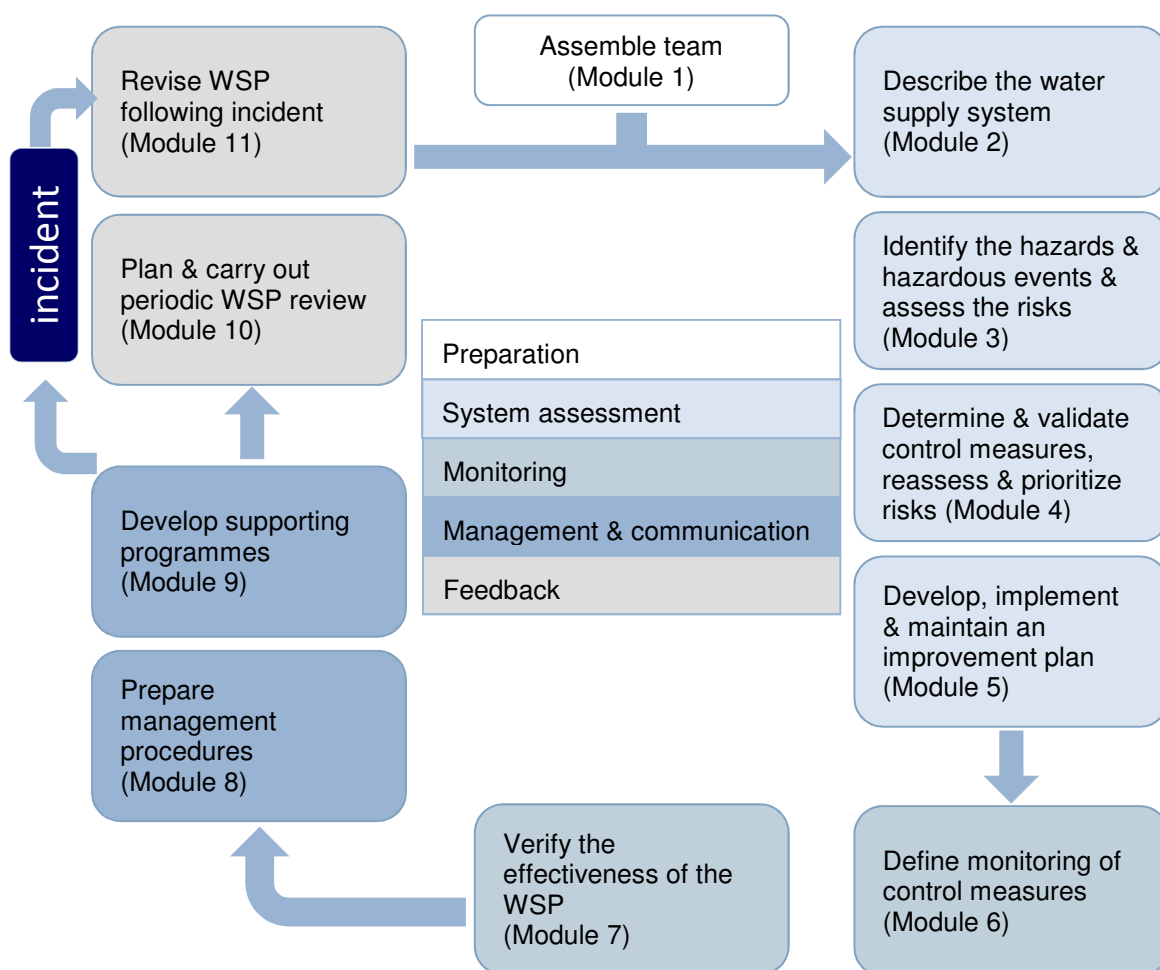 Assemble team
(Module 1)
Revise WSP
following incident
(Module 11)
Describe the water
supply system
(Module 2)
incident
Plan & carry out
periodic WSP review
(Module 10)
Identify the hazards &
hazardous events &
assess the risks
(Module 3)
Preparation
System assessment
Monitoring
Management & communication
Feedback
Determine & validate
control measures,
reassess & prioritize
risks (Module 4)
Develop supporting
programmes
(Module 9)
Develop, implement
& maintain an
improvement plan
(Module 5)
Prepare
management
procedures
(Module 8)
Verify the
effectiveness of the
WSP
(Module 7)
Define monitoring of
control measures
(Module 6)